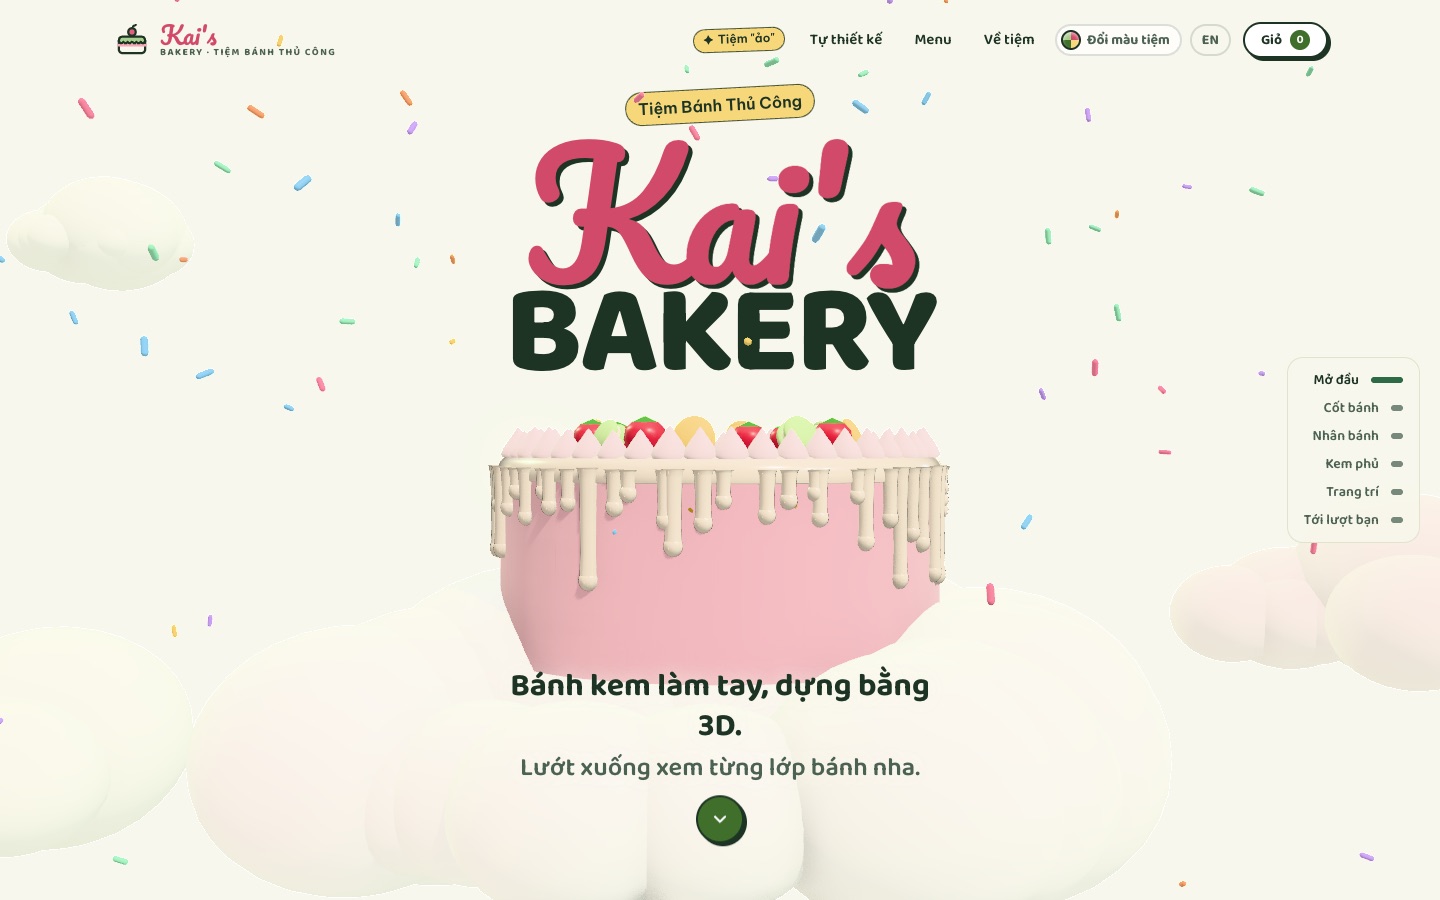 Kai's
BAKERY · TIỆM BÁNH THỦ CÔNG
✦ Tiệm "ảo"
Tự thiết kế
Menu
Về tiệm
Đổi màu tiệm
EN
Giỏ 0
Tiệm Bánh Thủ Công
Kai's
BAKERY
Mở đầu
Cốt bánh
Nhân bánh
Kem phủ
Trang trí
Tới lượt bạn
Bánh kem làm tay, dựng bằng
3D.
Lướt xuống xem từng lớp bánh nha.